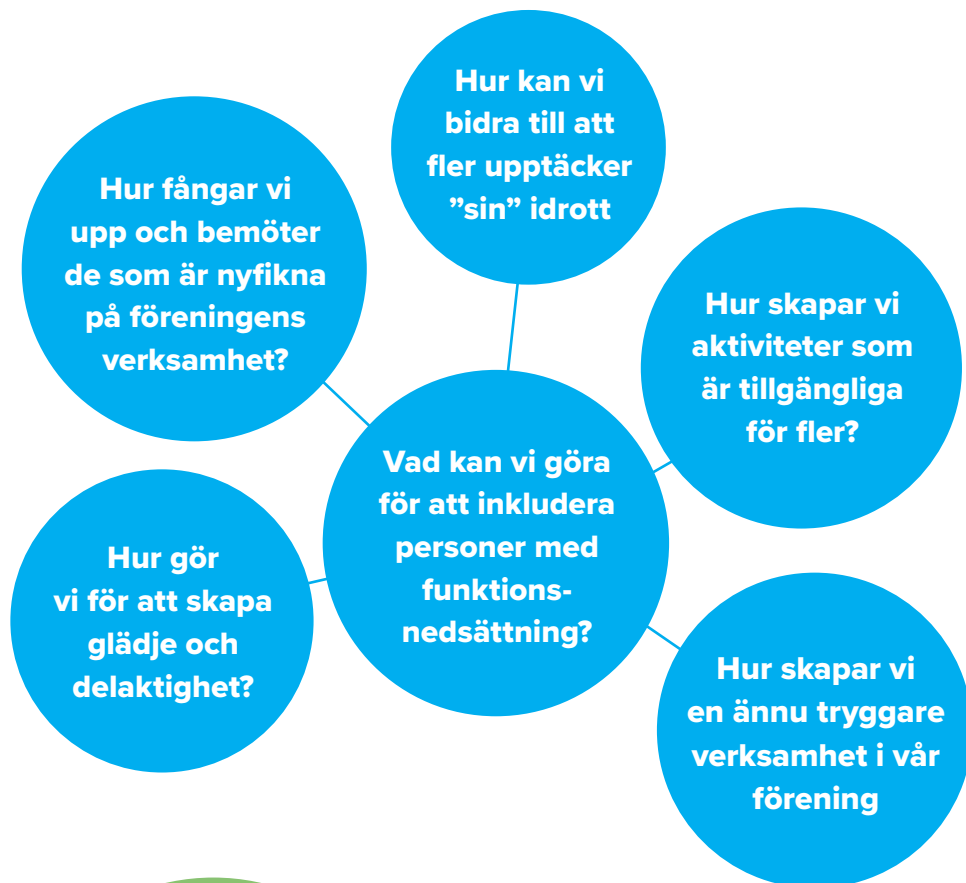 Hur kan vi
bidra till att
fler upptäcker
”sin” idrott
Hur fångar vi
upp och bemöter
de som är nyfikna
på föreningens
verksamhet?
Hur skapar vi
aktiviteter som
är tillgängliga
för fler?
Vad kan vi göra
för att inkludera
personer med
funktions-
nedsättning?
Hur gör
vi för att skapa
glädje och
delaktighet?
Hur skapar vi
en ännu tryggare
verksamhet i vår
förening